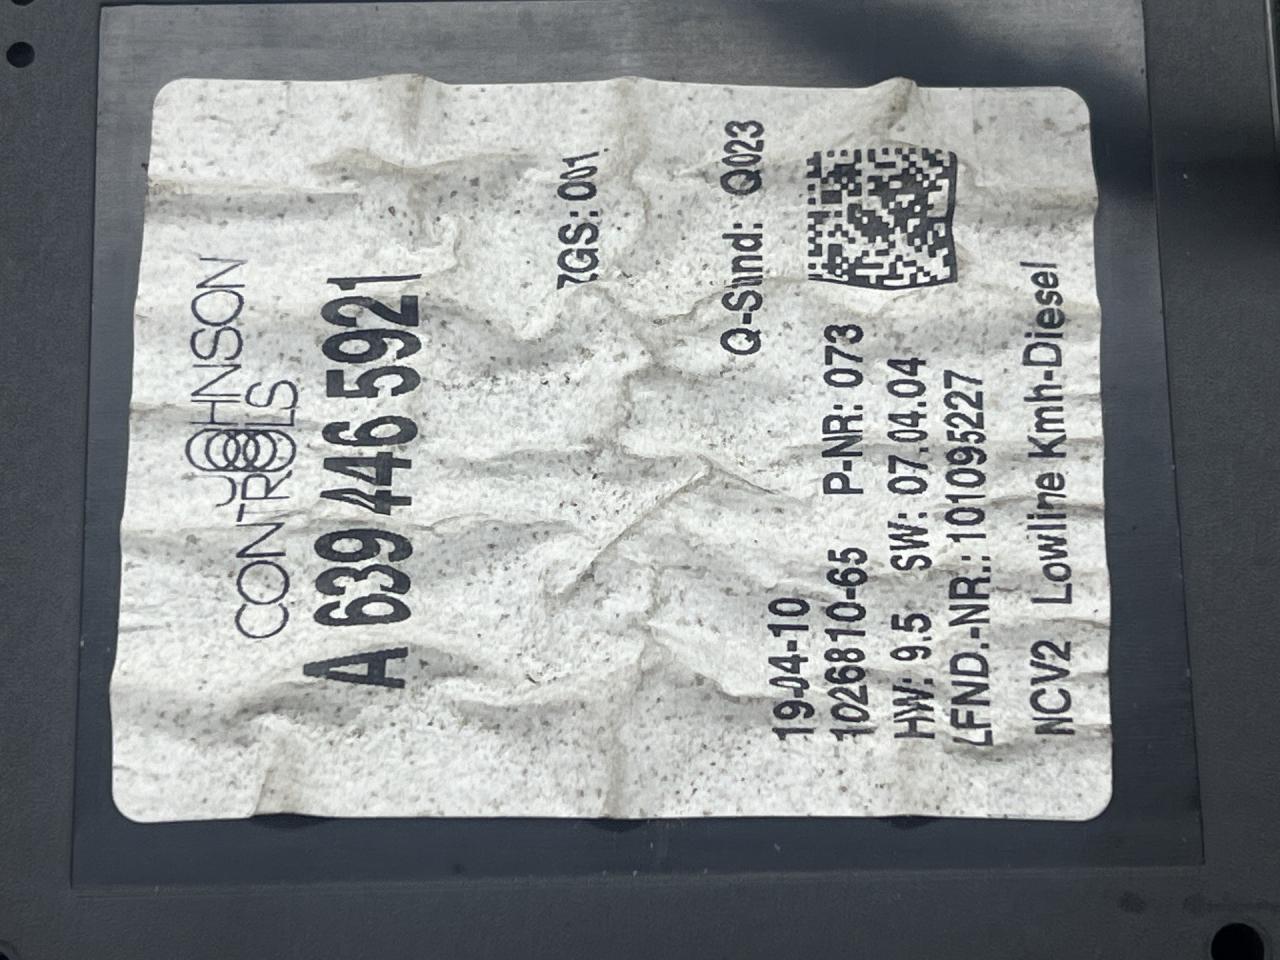 JOHNSON
CONTROLS
A 639 446 5921
ZGS: 001
Q-Stnd: Q023
19-04-10
1026810-65 P-NR: 073
HW: 9.5 SW: 07.04.04
LFND.-NR.: 101095227
NCV2 Lowline Kmh-Diesel